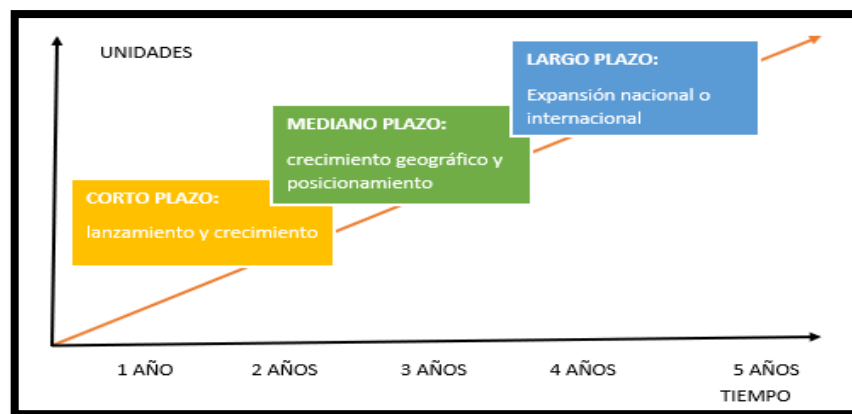 UNIDADES
LARGO PLAZO:
Expansión nacional o
internacional
MEDIANO PLAZO:
crecimiento geográfico y
posicionamiento
CORTO PLAZO:
lanzamiento y crecimiento
1 AÑO 2 AÑOS 3 AÑOS 4 AÑOS 5 AÑOS
TIEMPO